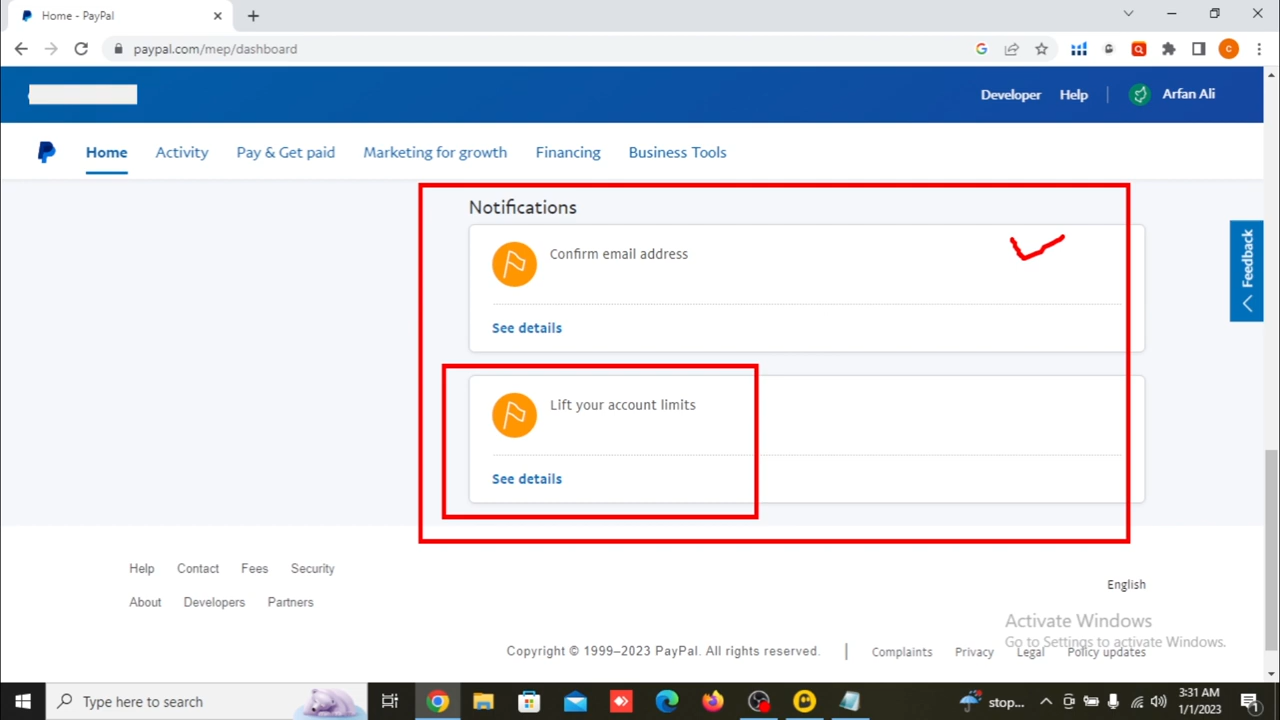 Home - PayPal
paypal.com/mep/dashboard
Developer Help Arfan Ali
Home Activity Pay & Get paid Marketing for growth Financing Business Tools
Notifications
Confirm email address
See details
Feedback
Lift your account limits
See details
Help Contact Fees Security
English
About Developers Partners
Activate Windows
Go to Settings to activate Windows.
Copyright © 1999–2023 PayPal. All rights reserved. Complaints Privacy Legal Policy updates
Type here to search
stop...
3:31 AM
1/1/2023